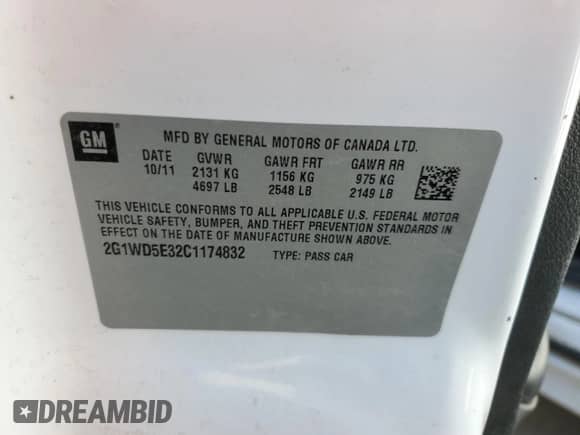 GM
MFD BY GENERAL MOTORS OF CANADA LTD.
DATE GVWR GAWR FRT GAWR RR
10/11 2131 KG 1156 KG 975 KG
4697 LB 2548 LB 2149 LB
THIS VEHICLE CONFORMS TO ALL APPLICABLE U.S. FEDERAL MOTOR
VEHICLE SAFETY, BUMPER, AND THEFT PREVENTION STANDARDS IN
EFFECT ON THE DATE OF MANUFACTURE SHOWN ABOVE.
2G1WD5E32C1174832 TYPE: PASS CAR
DREAMBID